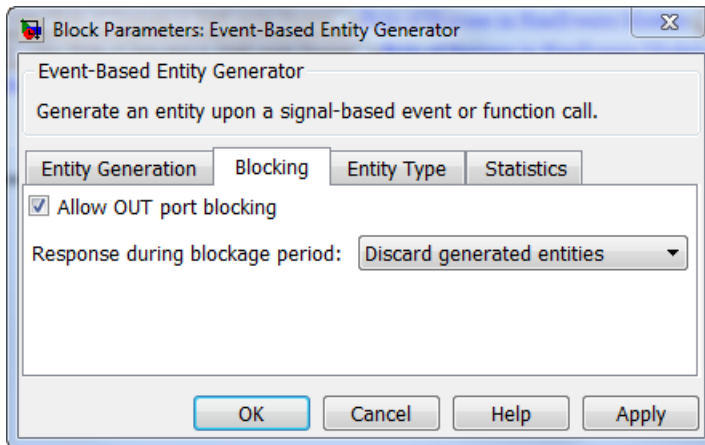 Block Parameters: Event-Based Entity Generator
Event-Based Entity Generator
Generate an entity upon a signal-based event or function call.
Entity Generation Blocking Entity Type Statistics
Allow OUT port blocking
Response during blockage period: Discard generated entities
OK Cancel Help Apply